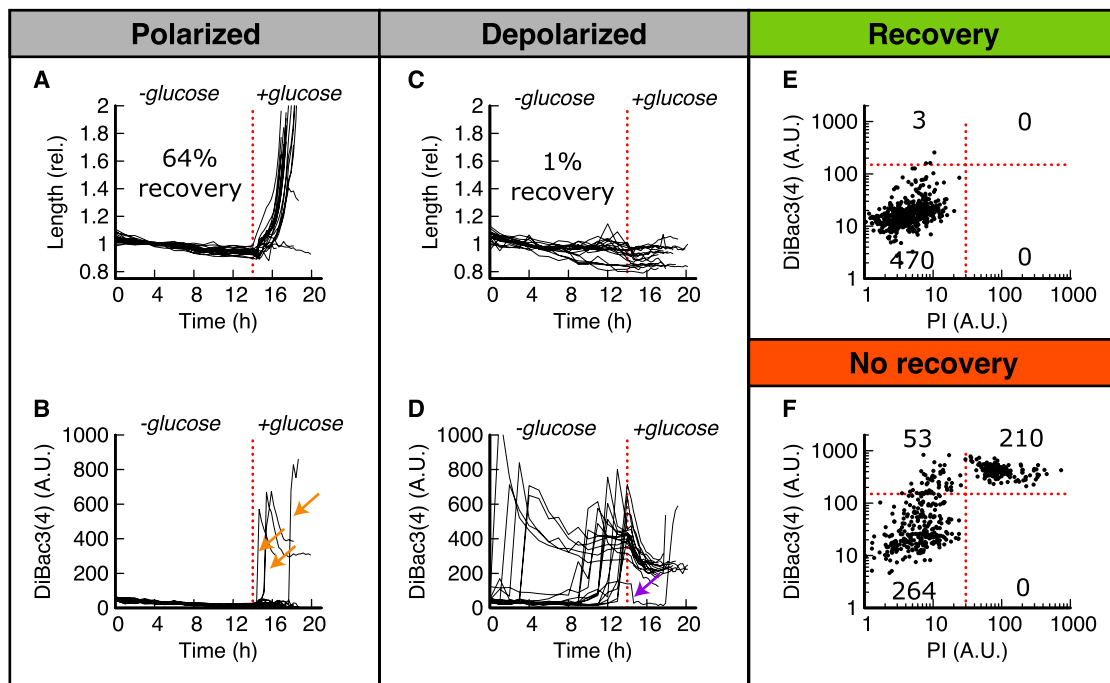 Polarized
Depolarized
Recovery
A
-glucose
+glucose
2
1.8
1.6
1.4
1.2
1
0.8
Length (rel.)
64%
recovery
0
4
8
12
16
20
Time (h)
C
-glucose
+glucose
2
1.8
1.6
1.4
1.2
1
0.8
Length (rel.)
1%
recovery
0
4
8
12
16
20
Time (h)
E
3
0
1000
100
10
1
DiBac3(4) (A.U.)
470
0
1
10
100
1000
PI (A.U.)
No recovery
B
-glucose
+glucose
1000
800
600
400
200
0
DiBac3(4) (A.U.)
0
4
8
12
16
20
Time (h)
D
-glucose
+glucose
1000
800
600
400
200
0
DiBac3(4) (A.U.)
0
4
8
12
16
20
Time (h)
F
53
210
1000
100
10
1
DiBac3(4) (A.U.)
264
0
1
10
100
1000
PI (A.U.)